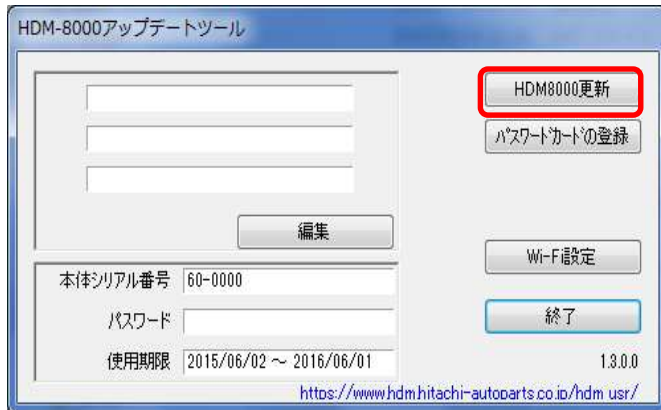 HDM-8000アップデートツール
HDM8000更新
パスワードカードの登録
編集
Wi-Fi設定
本体シリアル番号 60-0000
パスワード
終了
使用期限 2015/06/02 ~ 2016/06/01
1.3.0.0
https://www.hdm.hitachi-autoparts.co.jp/hdm_usr/